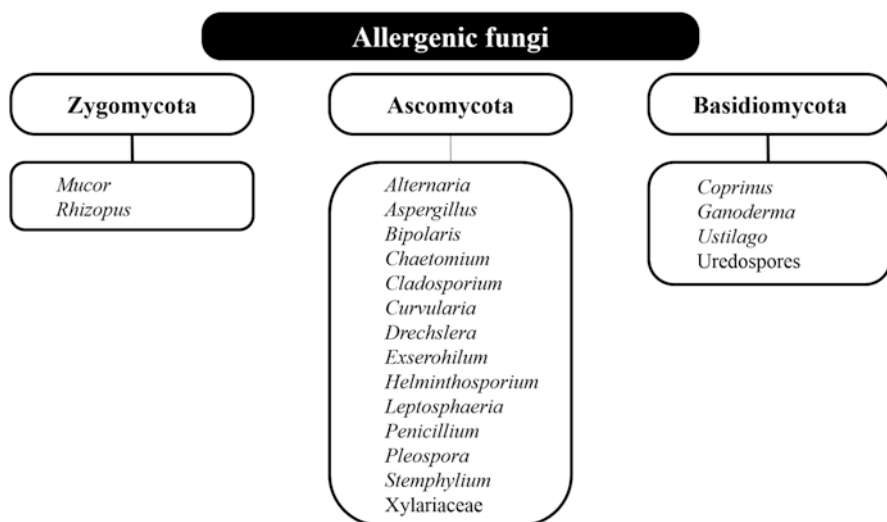 Allergenic fungi
Zygomycota
Mucor
Rhizopus
Ascomycota
Alternaria
Aspergillus
Bipolaris
Chaetomium
Cladosporium
Curvularia
Drechslera
Exserohilum
Helminthosporium
Leptosphaeria
Penicillium
Pleospora
Stemphylium
Xylariaceae
Basidiomycota
Coprinus
Ganoderma
Ustilago
Uredospores